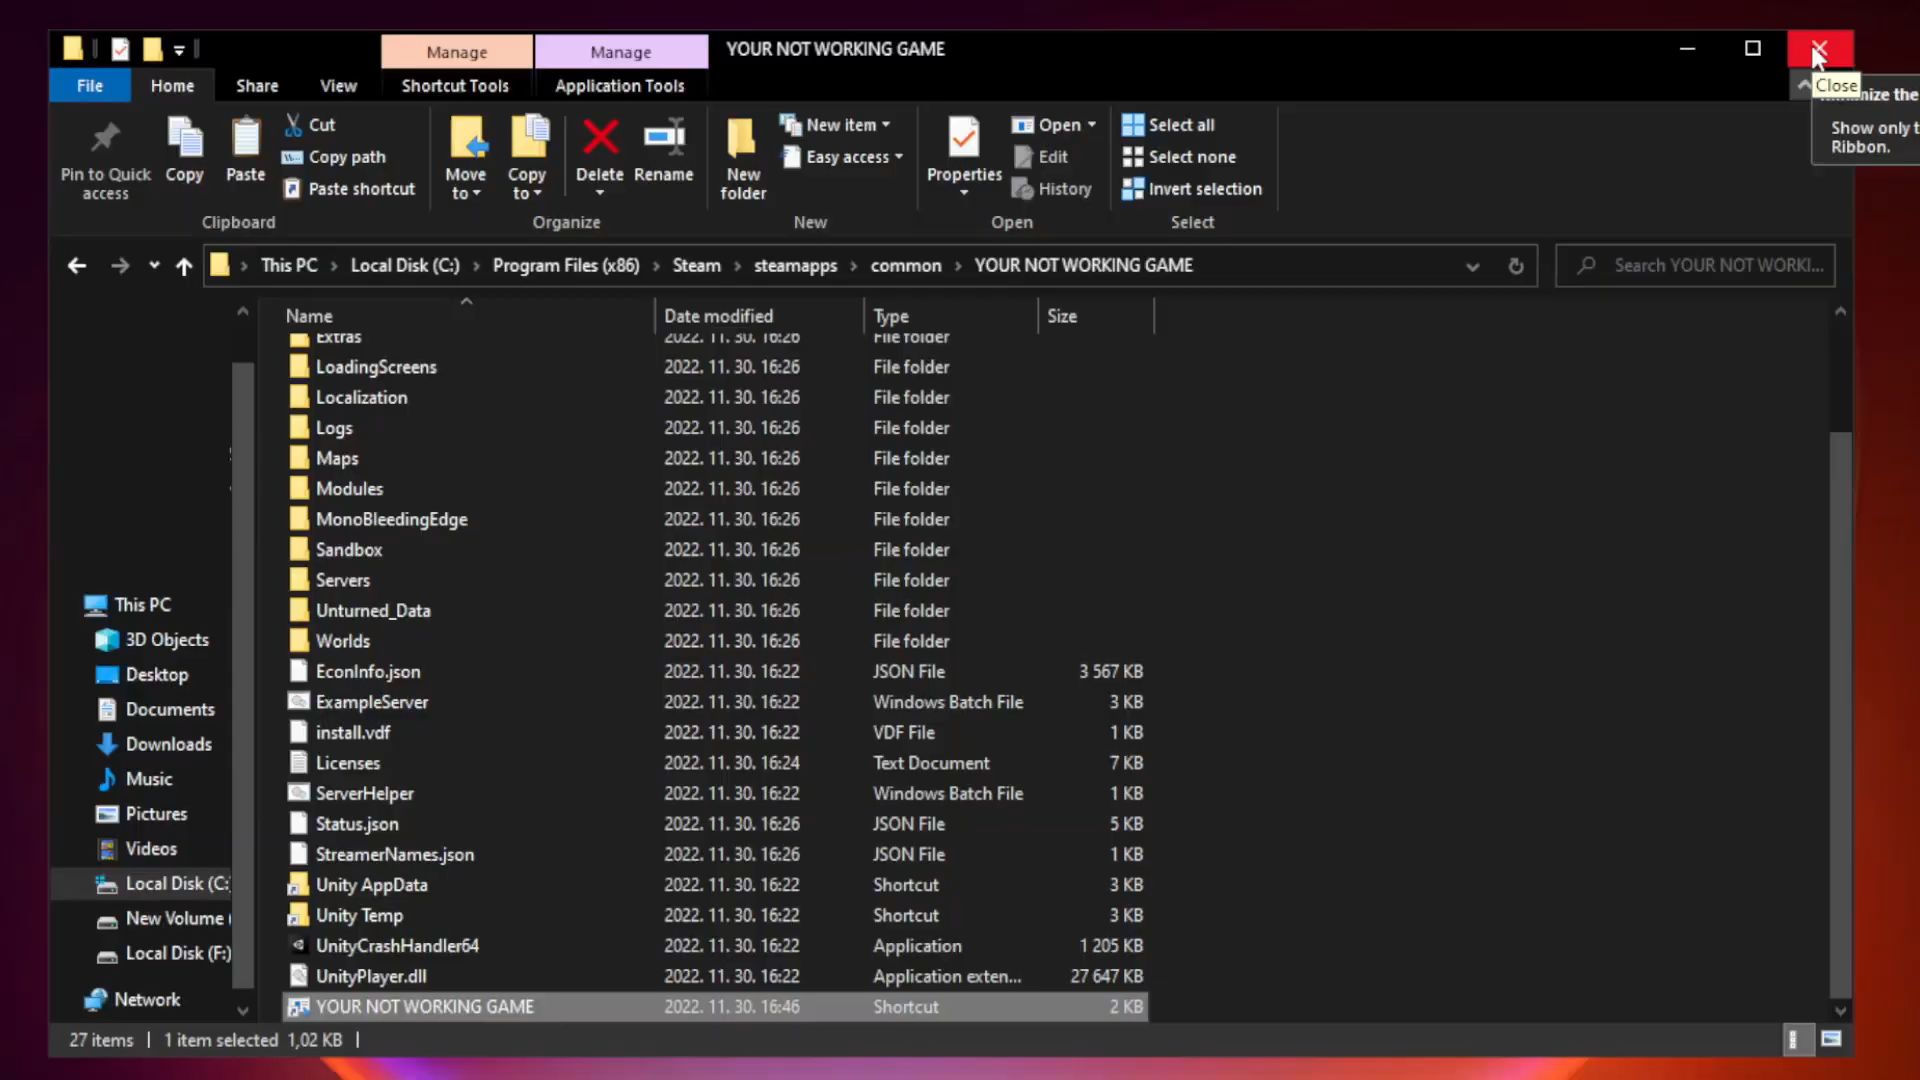 Manage
Manage
YOUR NOT WORKING GAME
Close
File
Home
Share
View
Shortcut Tools
Application Tools
Show only t
Ribbon.
Pin to Quick access
Copy
Paste
Cut
Copy path
Paste shortcut
Clipboard
Move to
Copy to
Delete
Rename
Organize
New folder
New item
Easy access
New
Properties
Open
Edit
History
Open
Select all
Select none
Invert selection
Select
This PC > Local Disk (C:) > Program Files (x86) > Steam > steamapps > common > YOUR NOT WORKING GAME
Search YOUR NOT WORKI...
Name Date modified Type Size
Extras 2022. 11. 30. 16:26 File folder
LoadingScreens 2022. 11. 30. 16:26 File folder
Localization 2022. 11. 30. 16:26 File folder
Logs 2022. 11. 30. 16:26 File folder
Maps 2022. 11. 30. 16:26 File folder
Modules 2022. 11. 30. 16:26 File folder
MonoBleedingEdge 2022. 11. 30. 16:26 File folder
Sandbox 2022. 11. 30. 16:26 File folder
Servers 2022. 11. 30. 16:26 File folder
Unturned_Data 2022. 11. 30. 16:26 File folder
Worlds 2022. 11. 30. 16:26 File folder
EconInfo.json 2022. 11. 30. 16:22 JSON File 3 567 KB
ExampleServer 2022. 11. 30. 16:22 Windows Batch File 3 KB
install.vdf 2022. 11. 30. 16:22 VDF File 1 KB
Licenses 2022. 11. 30. 16:24 Text Document 7 KB
ServerHelper 2022. 11. 30. 16:22 Windows Batch File 1 KB
Status.json 2022. 11. 30. 16:26 JSON File 5 KB
StreamerNames.json 2022. 11. 30. 16:26 JSON File 1 KB
Unity AppData 2022. 11. 30. 16:22 Shortcut 3 KB
Unity Temp 2022. 11. 30. 16:22 Shortcut 3 KB
UnityCrashHandler64 2022. 11. 30. 16:22 Application 1 205 KB
UnityPlayer.dll 2022. 11. 30. 16:22 Application exten... 27 647 KB
YOUR NOT WORKING GAME 2022. 11. 30. 16:46 Shortcut 2 KB
This PC
3D Objects
Desktop
Documents
Downloads
Music
Pictures
Videos
Local Disk (C:
New Volume (
Local Disk (F:)
Network
27 items
1 item selected 1,02 KB